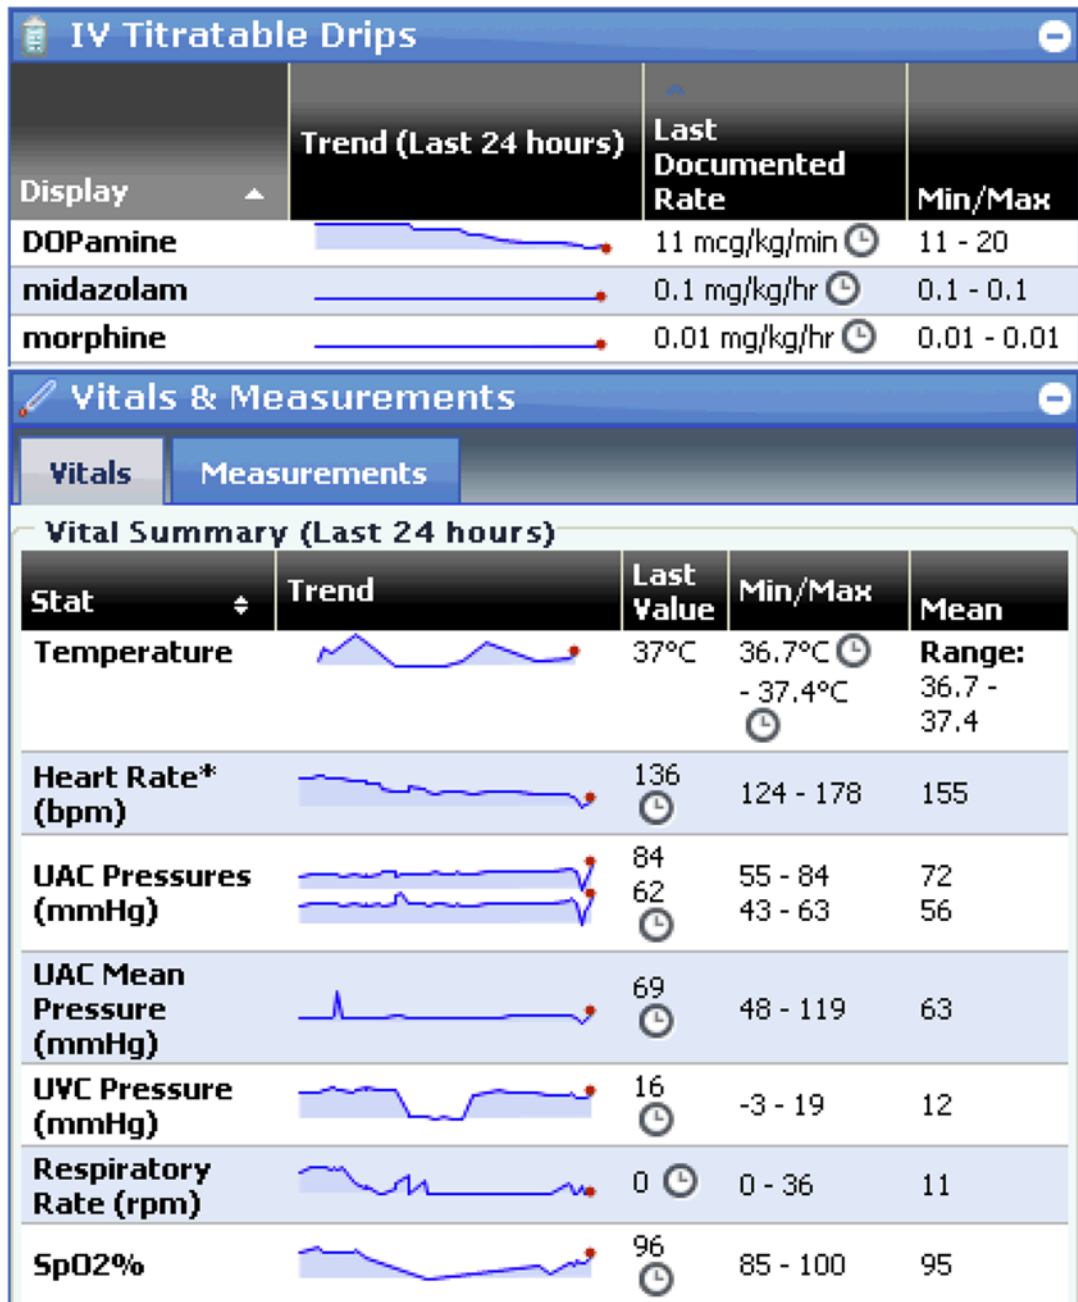 IV Titratable Drips
Display
Trend (Last 24 hours)
Last
Documented
Rate
Min/Max
DOPamine 11 mcg/kg/min 11 - 20
midazolam 0.1 mg/kg/hr 0.1 - 0.1
morphine 0.01 mg/kg/hr 0.01 - 0.01
Vitals & Measurements
Vitals Measurements
Vital Summary (Last 24 hours)
Stat
Trend
Last
Value
Min/Max
Mean
Temperature 37°C 36.7°C Range:
- 37.4°C 36.7 -
37.4
Heart Rate*
(bpm)
136
124 - 178
155
UAC Pressures
(mmHg)
84
62
55 - 84
43 - 63
72
56
UAC Mean
Pressure
(mmHg)
69
48 - 119
63
UVC Pressure
(mmHg)
16
-3 - 19
12
Respiratory
Rate (rpm)
0
0 - 36
11
SpO2%
96
85 - 100
95